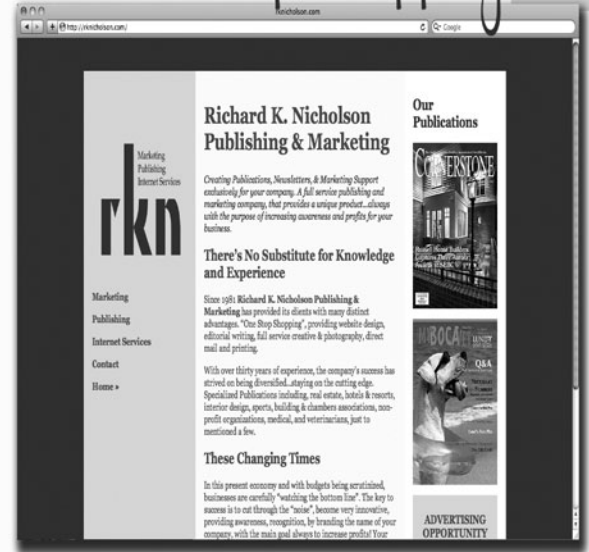 rknicholson.com
http://rknicholson.com/
Google
Marketing
Publishing
Internet Services
rkn
Marketing
Publishing
Internet Services
Contact
Home »
Richard K. Nicholson
Publishing & Marketing
Creating Publications, Newsletters, & Marketing Support
exclusively for your company. A full service publishing and
marketing company, that provides a unique product...always
with the purpose of increasing awareness and profits for your
business.
There's No Substitute for Knowledge
and Experience
Since 1981 Richard K. Nicholson Publishing &
Marketing has provided its clients with many distinct
advantages. "One Stop Shopping", providing website design,
editorial writing, full service creative & photography, direct
mail and printing.
With over thirty years of experience, the company's success has
strived on being diversified...staying on the cutting edge.
Specialized Publications including, real estate, hotels & resorts,
interior design, sports, building & chambers associations, non-
profit organizations, medical, and veterinarians, just to
mentioned a few.
These Changing Times
In this present economy and with budgets being scrutinized,
businesses are carefully "watching the bottom line". The key to
success is to cut through the "noise", become very innovative,
providing awareness, recognition, by branding the name of your
company, with the main goal always to increase profits! Your
Our
Publications
CORNERSTONE
BOCA
Q&A
ADVERTISING
OPPORTUNITY